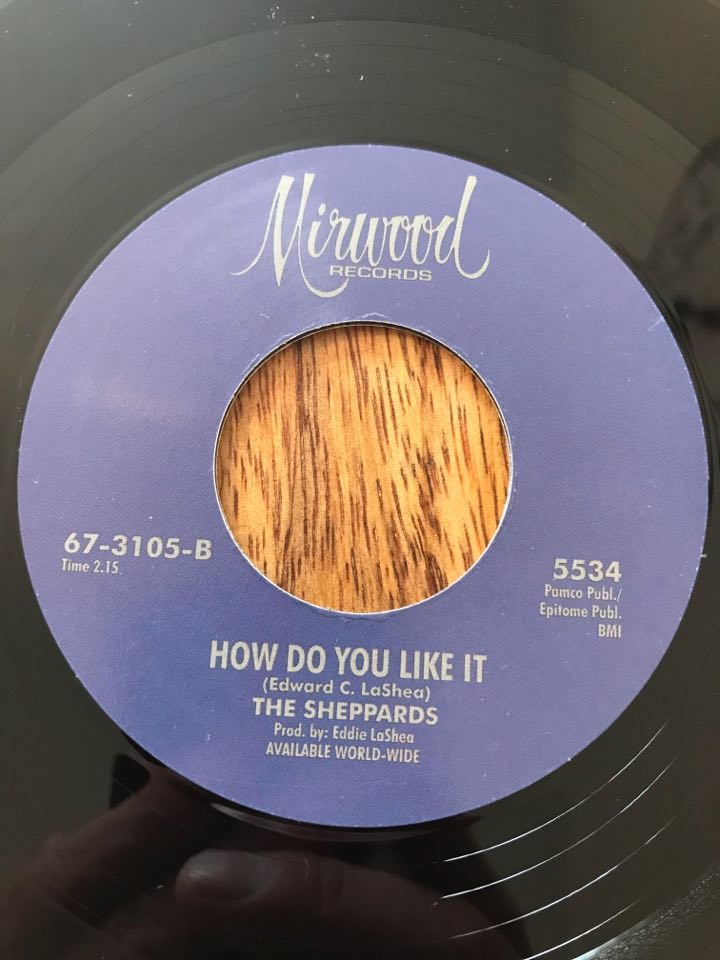 Mirwood
RECORDS
67-3105-B
Time 2.15.
5534
Pamco Publ./
Epitome Publ.
BMI
HOW DO YOU LIKE IT
(Edward C. LaShea)
THE SHEPPARDS
Prod. by: Eddie LaShea
AVAILABLE WORLD-WIDE